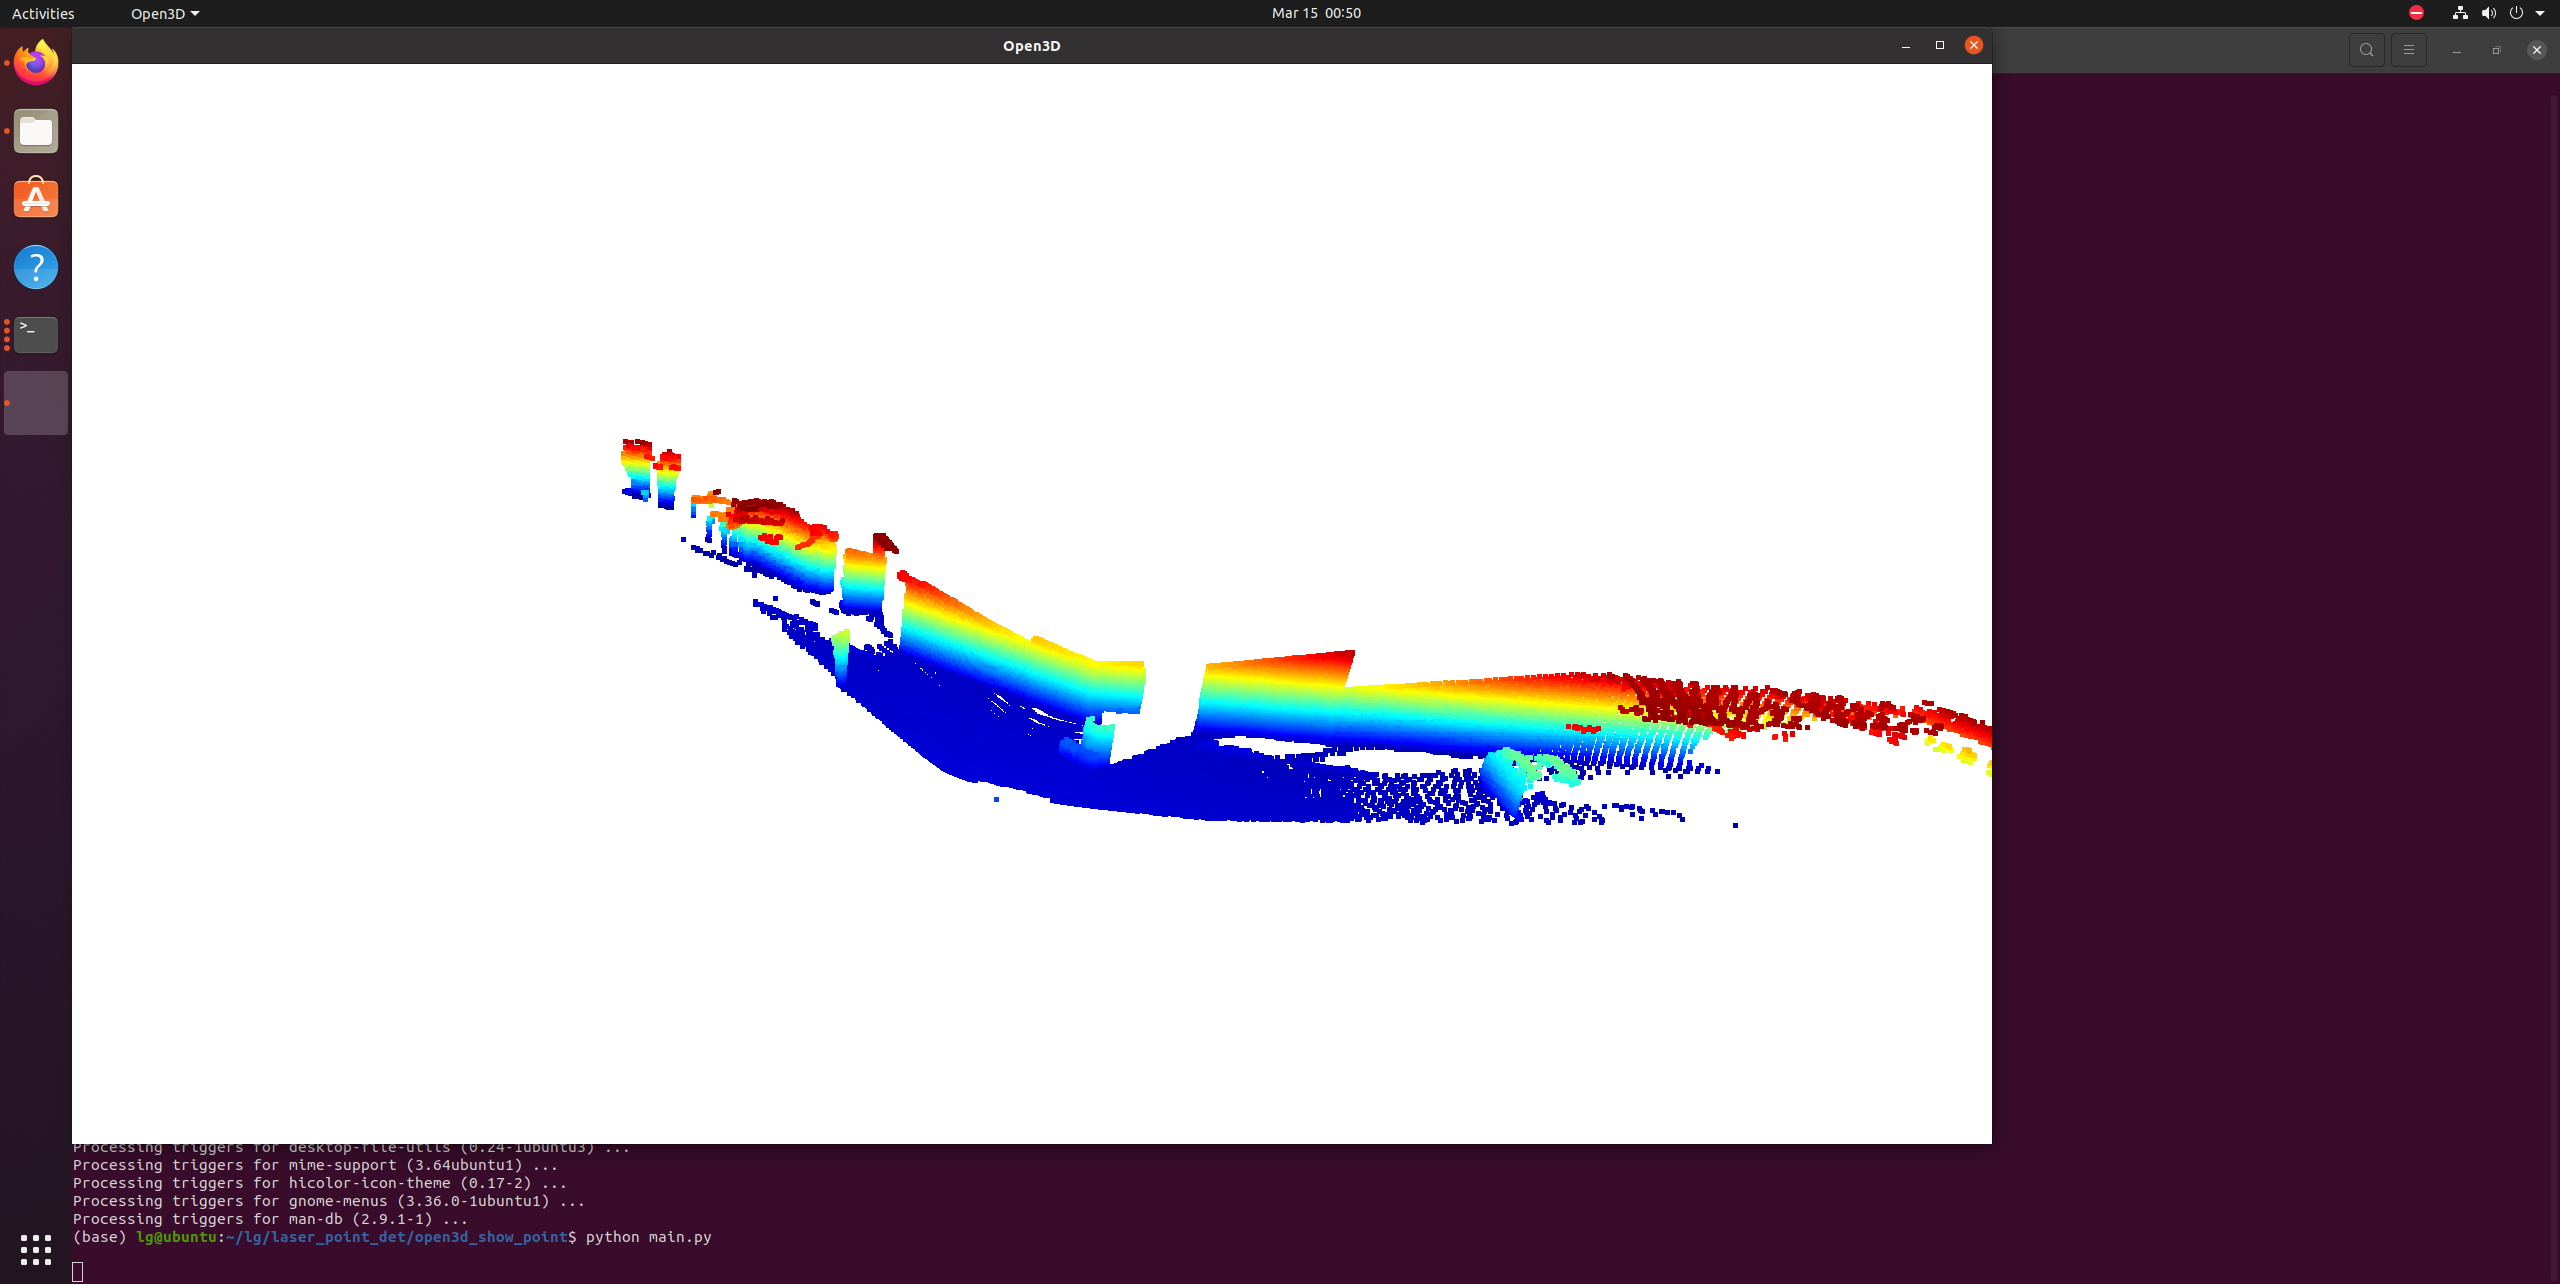 Activities
Open3D
Mar 15 00:50
Open3D
>_
Processing triggers for desktop-file-utils (0.24-1ubuntu3) ...
Processing triggers for mime-support (3.64ubuntu1) ...
Processing triggers for hicolor-icon-theme (0.17-2) ...
Processing triggers for gnome-menus (3.36.0-1ubuntu1) ...
Processing triggers for man-db (2.9.1-1) ...
(base) lg@ubuntu:~/lg/laser_point_det/open3d_show_point$ python main.py